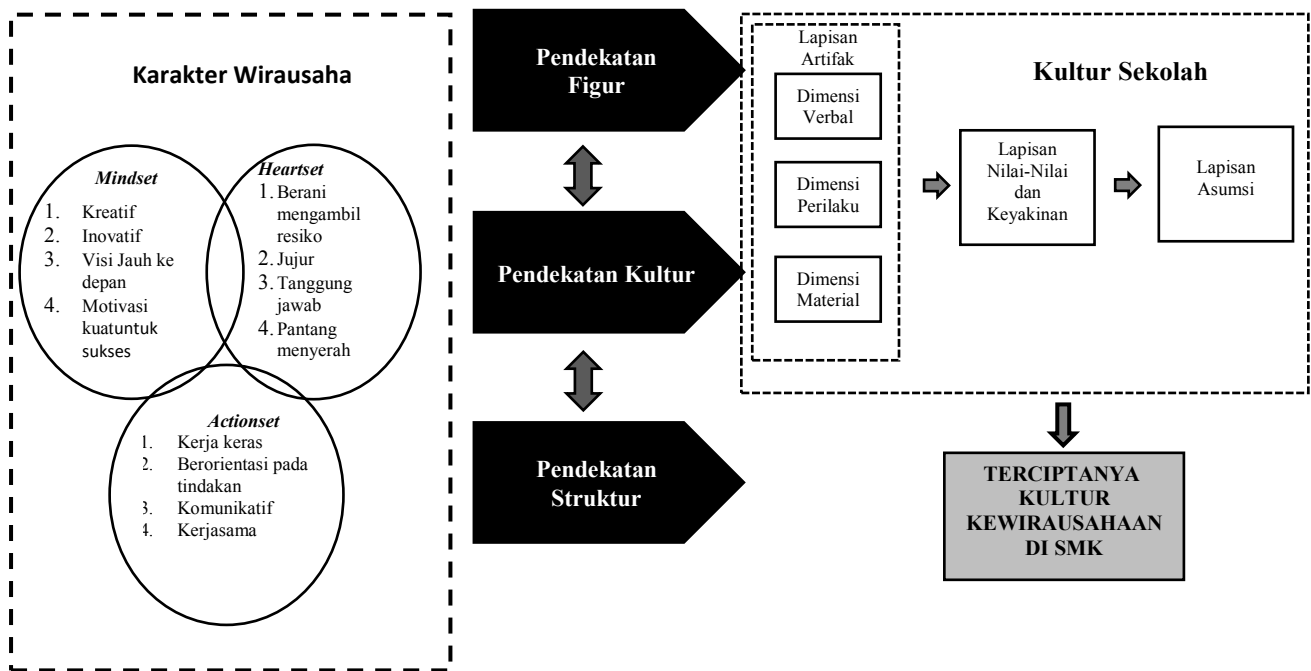 Karakter Wirausaha
Mindset
1. Kreatif
2. Inovatif
3. Visi Jauh ke
depan
4. Motivasi
kuatuntuk
sukses
Heartset
1. Berani
mengambil
resiko
2. Jujur
3. Tanggung
jawab
4. Pantang
menyerah
Actionset
1. Kerja keras
2. Berorientasi pada
tindakan
3. Komunikatif
4. Kerjasama
Pendekatan
Figur
Pendekatan Kultur
Pendekatan
Struktur
Lapisan
Artifak
Dimensi
Verbal
Dimensi
Perilaku
Dimensi
Material
Kultur Sekolah
Lapisan
Nilai-Nilai
dan
Keyakinan
Lapisan
Asumsi
TERCIPTANYA
KULTUR
KEWIRAUSAHAAN
DI SMK